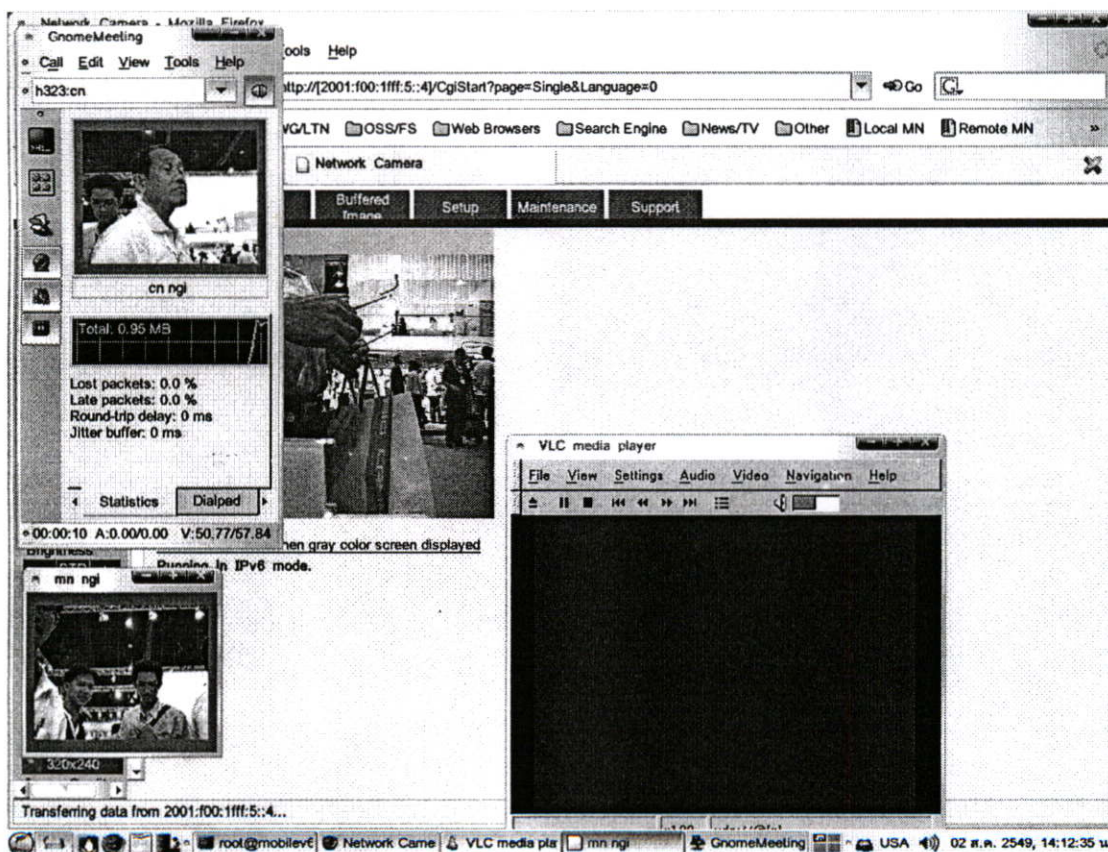 Network Camera - Mozilla Firefox
GnomeMeeting
Call Edit View Tools Help
Tools Help
h323:cn
http://[2001:f00:1fff:5::4]/CgiStart?page=Single&Language=0
Go
WG/LTN OSS/FS Web Browsers Search Engine News/TV Other Local MN Remote MN
Network Camera
Buffered Image Setup Maintenance Support
cn ngi
Total: 0.95 MB
Lost packets: 0.0 %
Late packets: 0.0 %
Round-trip delay: 0 ms
Jitter buffer: 0 ms
Statistics Dialpad
00:00:10 A:0.00/0.00 V:50.77/57.84
VLC media player
File View Settings Audio Video Navigation Help
hen gray color screen displayed
Brightness
STD
Running in IPv6 mode.
mn ngi
320x240
Transferring data from 2001:f00:1fff:5::4...
x1.00
root@mobilev6 Network Came VLC media pla mn ngi GnomeMeeting USA 02 ส.ค. 2549, 14:12:35 น